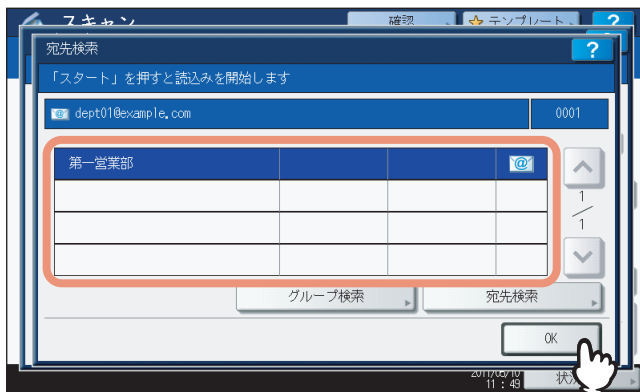 スキャン 確認 テンプレート ?
宛先検索 ?
「スタート」を押すと読込みを開始します
dept01@example.com 0001
第一営業部 @
1
1
グループ検索 宛先検索
OK
2011/05/10
11 : 49